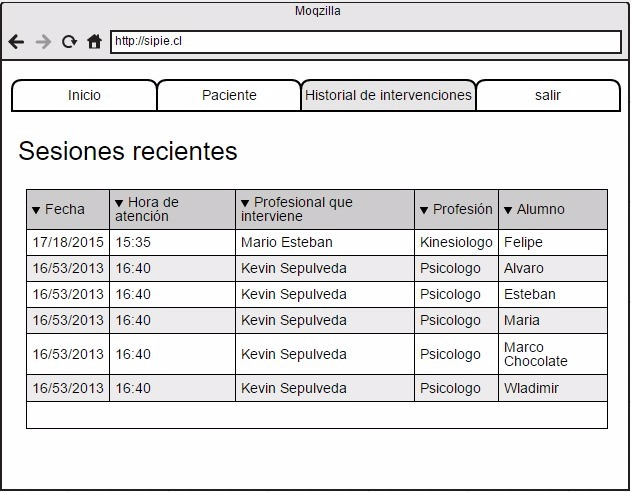 Moqzilla
http://sipie.cl
Inicio Paciente Historial de intervenciones salir
Sesiones recientes
Fecha Hora de atención Profesional que interviene Profesión Alumno
17/18/2015 15:35 Mario Esteban Kinesiologo Felipe
16/53/2013 16:40 Kevin Sepulveda Psicologo Alvaro
16/53/2013 16:40 Kevin Sepulveda Psicologo Esteban
16/53/2013 16:40 Kevin Sepulveda Psicologo Maria
16/53/2013 16:40 Kevin Sepulveda Psicologo Marco Chocolate
16/53/2013 16:40 Kevin Sepulveda Psicologo Wladimir